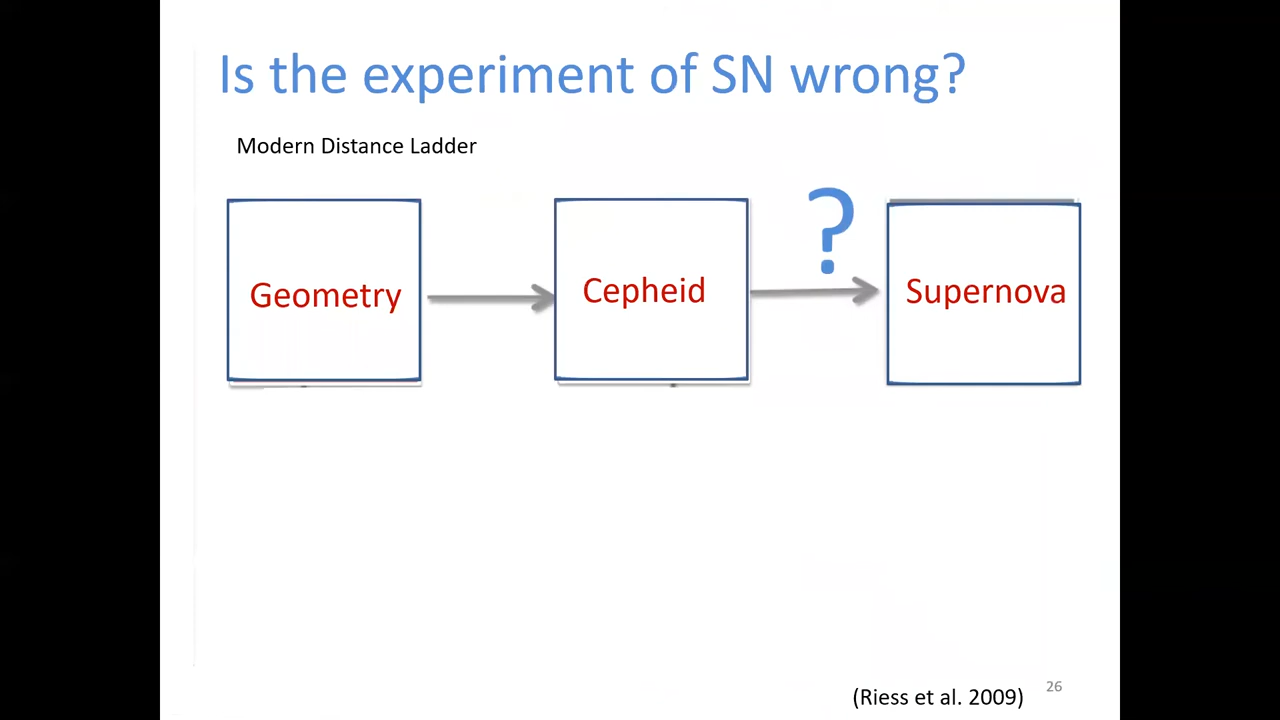 Is the experiment of SN wrong?
Modern Distance Ladder
?
Geometry
Cepheid
Supernova
26
(Riess et al. 2009)